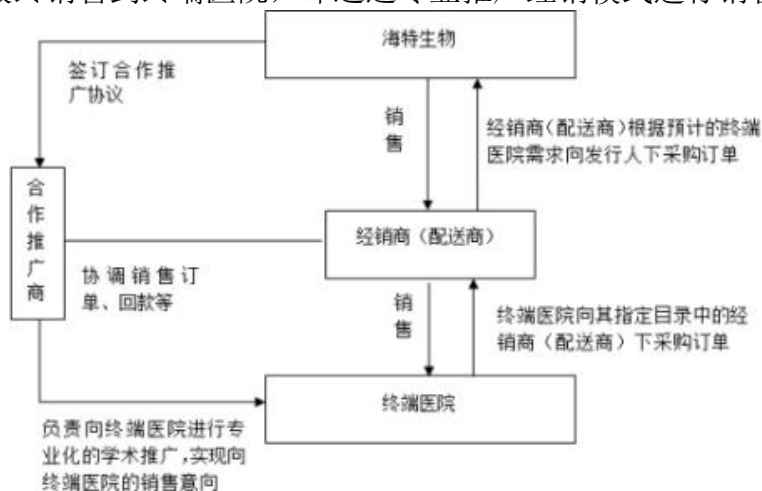 海特生物
签订合作推
广协议
销
售
经销商(配送商)根据预计的终端
医院需求向发行人下采购订单
合
作
推
广
商
经销商(配送商)
协调销售订
单、回款等
销
售
终端医院向其指定目录中的经
销商(配送商)下采购订单
终端医院
负责向终端医院进行专
业化的学术推广,实现向
终端医院的销售意向